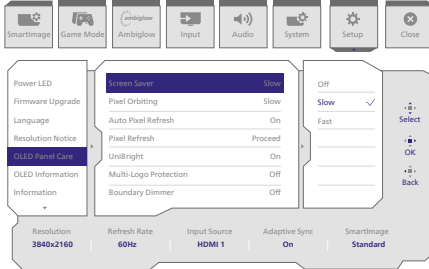 SmartImage
Game Mode
ambiglow
Ambiglow
Input
Audio
System
Setup
Close
Power LED
Firmware Upgrade
Language
Resolution Notice
OLED Panel Care
OLED Information
Information
Screen Saver Slow
Pixel Orbiting Slow
Auto Pixel Refresh On
Pixel Refresh Proceed
UniBright On
Multi-Logo Protection Off
Boundary Dimmer Off
Off
Slow
Fast
Select
OK
Back
Resolution Refresh Rate Input Source Adaptive Sync SmartImage
3840x2160 60Hz HDMI 1 On Standard